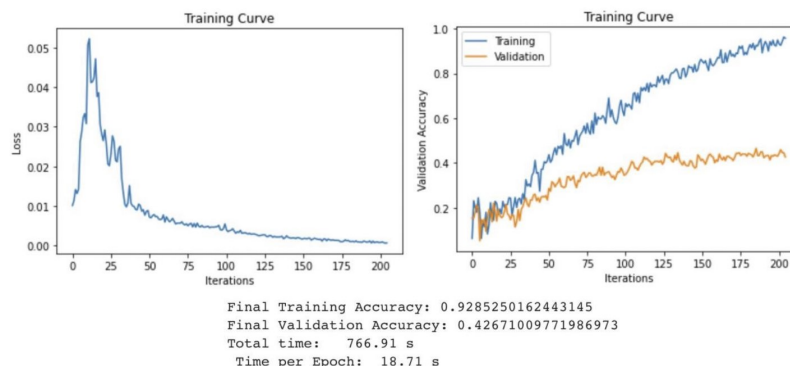 Training Curve
Loss
0.05
0.04
0.03
0.02
0.01
0.00
0 25 50 75 100 125 150 175 200
Iterations
Training Curve
Validation Accuracy
1.0
0.8
0.6
0.4
0.2
Training
Validation
0 25 50 75 100 125 150 175 200
Iterations
Final Training Accuracy: 0.9285250162443145
Final Validation Accuracy: 0.42671009771986973
Total time: 766.91 s
Time per Epoch: 18.71 s